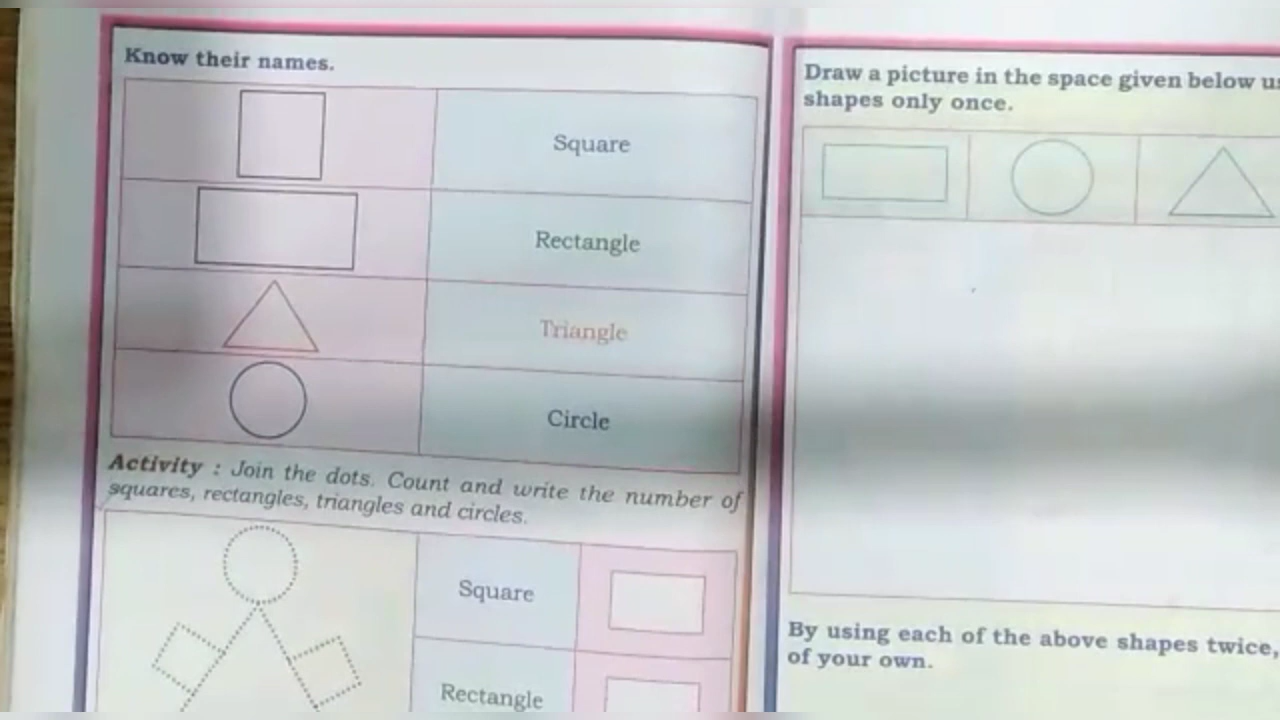 Know their names.
Square
Rectangle
Triangle
Circle
Activity : Join the dots. Count and write the number of
squares, rectangles, triangles and circles.
Square
Rectangle
Draw a picture in the space given below
shapes only once.
By using each of the above shapes twice,
of your own.